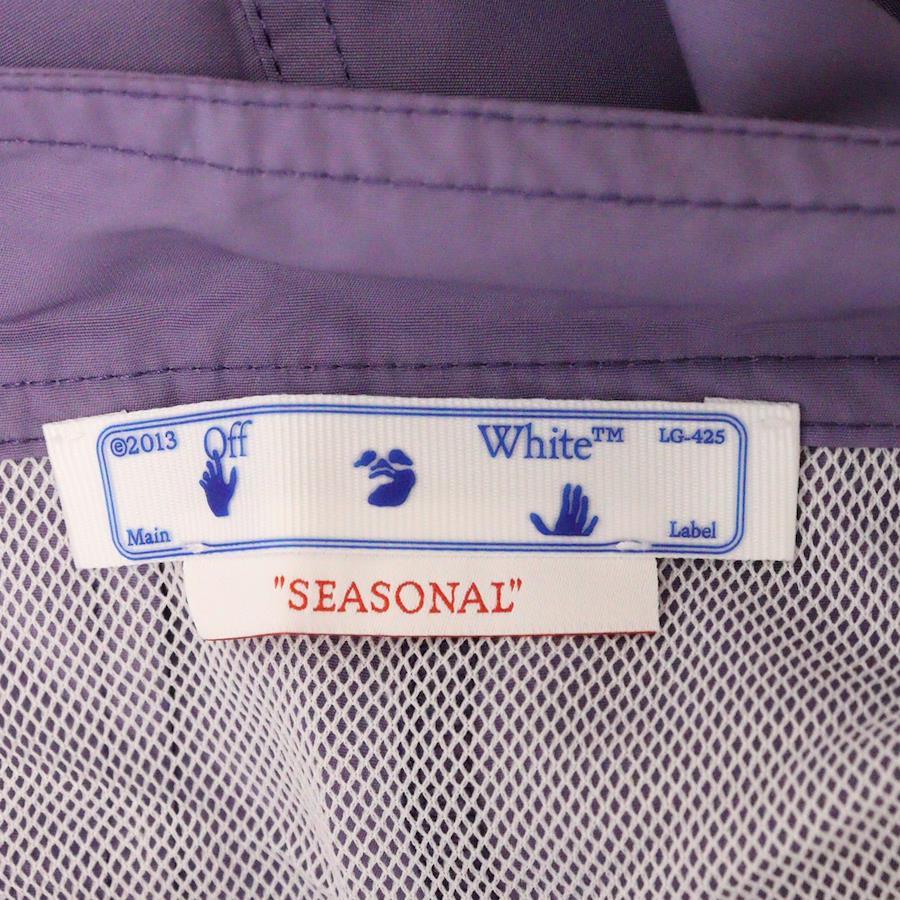 ©2013 Off White™ LG-425
Main Label
"SEASONAL"